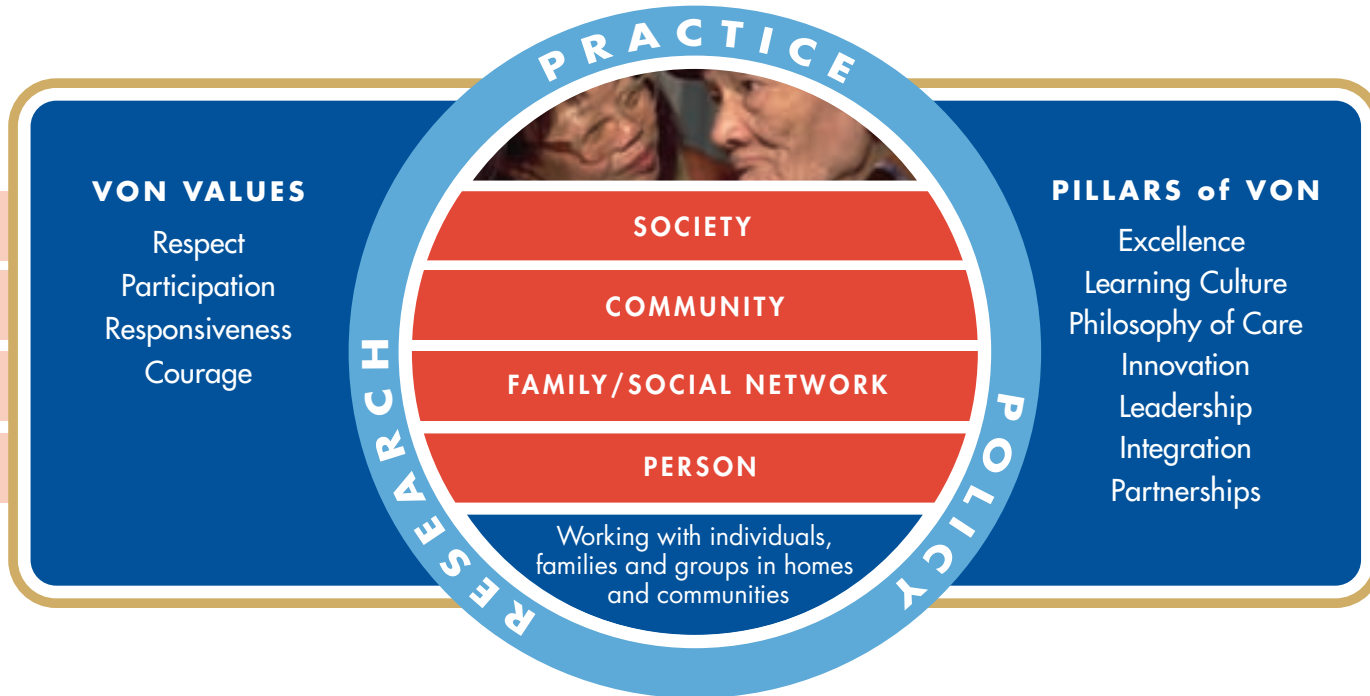 PRACTICE
VON VALUES
Respect
Participation
Responsiveness
Courage
SOCIETY
COMMUNITY
FAMILY/SOCIAL NETWORK
PERSON
Working with individuals,
families and groups in homes
and communities
RESEARCH
POLICY
PILLARS of VON
Excellence
Learning Culture
Philosophy of Care
Innovation
Leadership
Integration
Partnerships